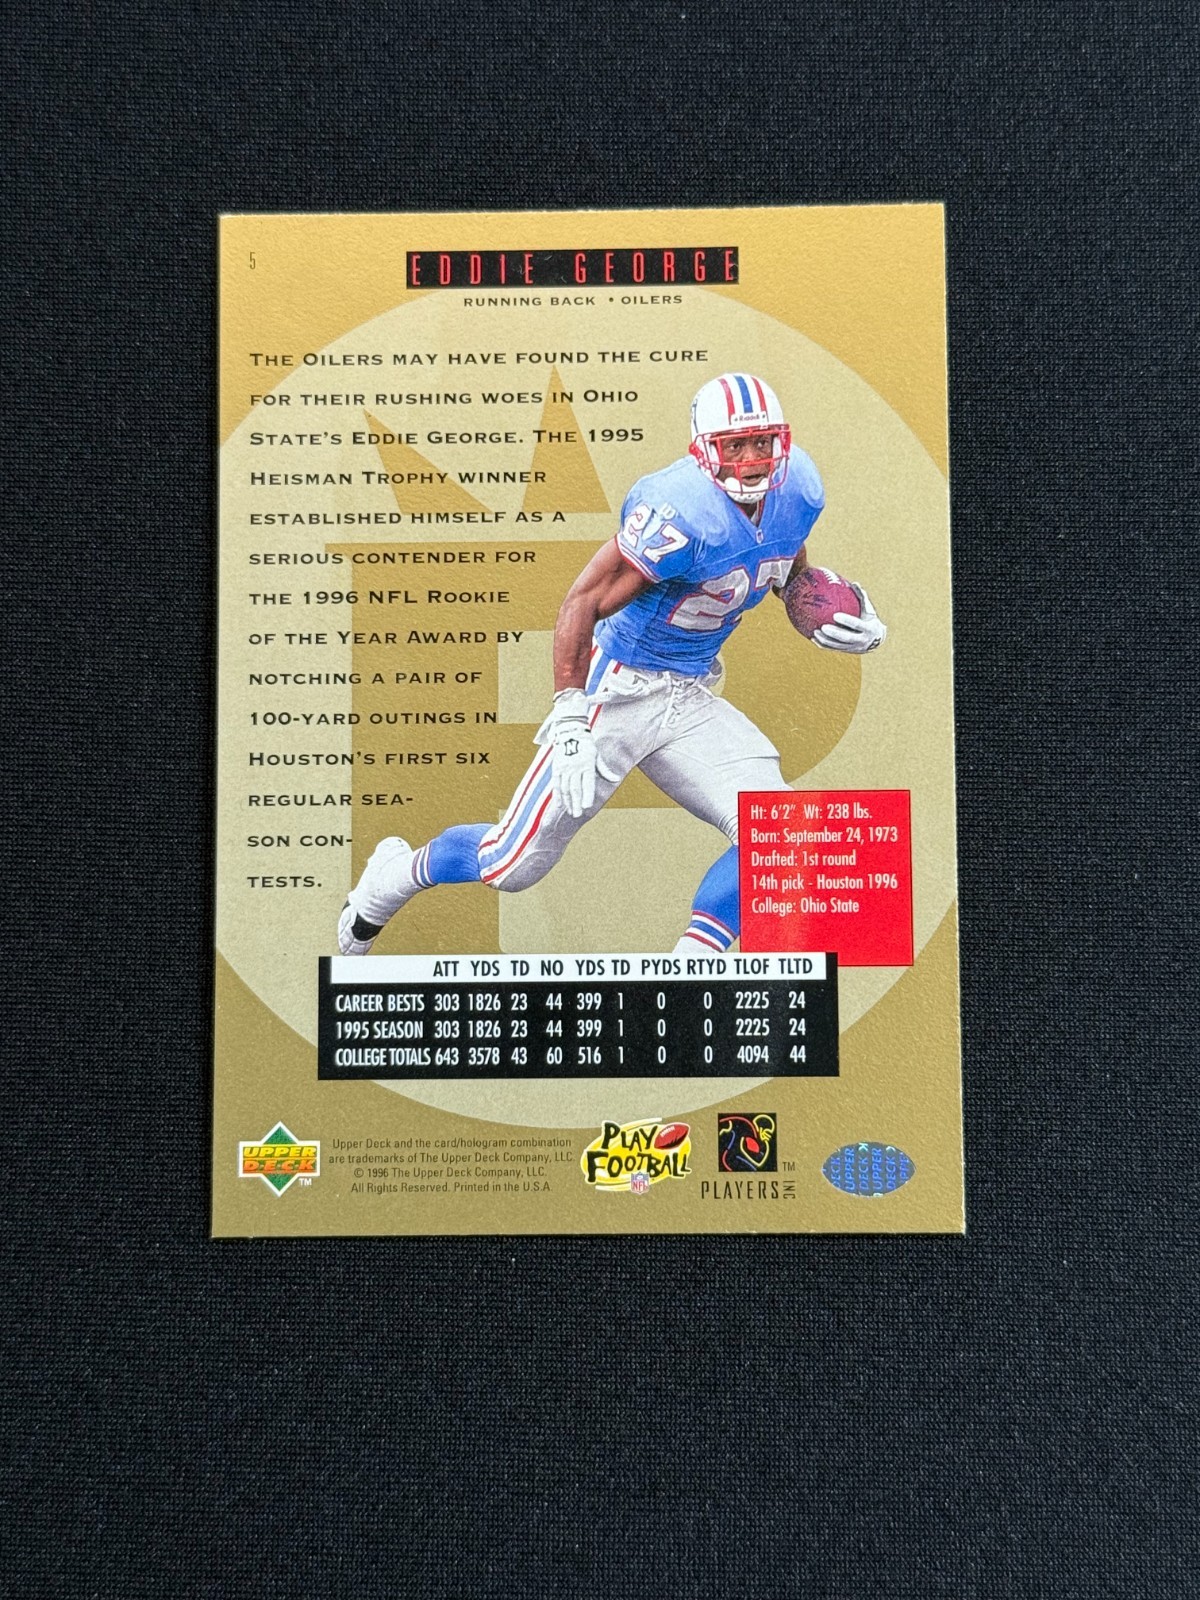 5
EDDIE GEORGE
RUNNING BACK • OILERS
THE OILERS MAY HAVE FOUND THE CURE
FOR THEIR RUSHING WOES IN OHIO
STATE'S EDDIE GEORGE. THE 1995
HEISMAN TROPHY WINNER
ESTABLISHED HIMSELF AS A
SERIOUS CONTENDER FOR
THE 1996 NFL ROOKIE
OF THE YEAR AWARD BY
NOTCHING A PAIR OF
100-YARD OUTINGS IN
HOUSTON'S FIRST SIX
REGULAR SEA-
SON CON-
TESTS.
Riddell
27
27
Ht: 6'2" Wt: 238 lbs.
Born: September 24, 1973
Drafted: 1st round
14th pick - Houston 1996
College: Ohio State
ATT YDS TD NO YDS TD PYDS RTYD TLOF TLTD
CAREER BESTS 303 1826 23 44 399 1 0 0 2225 24
1995 SEASON 303 1826 23 44 399 1 0 0 2225 24
COLLEGE TOTALS 643 3578 43 60 516 1 0 0 4094 44
UPPER
DECK
TM
Upper Deck and the card/hologram combination
are trademarks of The Upper Deck Company, LLC.
© 1996 The Upper Deck Company, LLC.
All Rights Reserved. Printed in the U.S.A.
PLAY
FOOTBALL
NFL
PLAYERS INC
TM
UPPER DECK